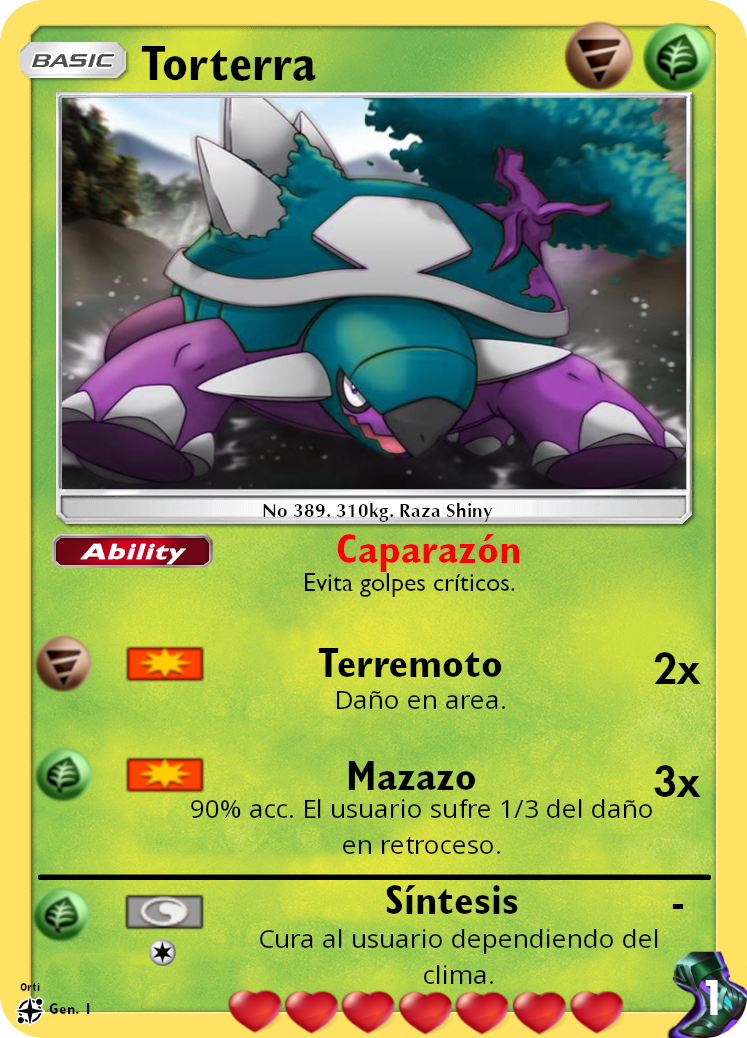 BASIC Torterra
No 389. 310kg. Raza Shiny
Ability Caparazón
Evita golpes críticos.
Terremoto 2x
Daño en area.
Mazazo 3x
90% acc. El usuario sufre 1/3 del daño
en retroceso.
Síntesis -
Cura al usuario dependiendo del
clima.
Orti
Gen. 1
1